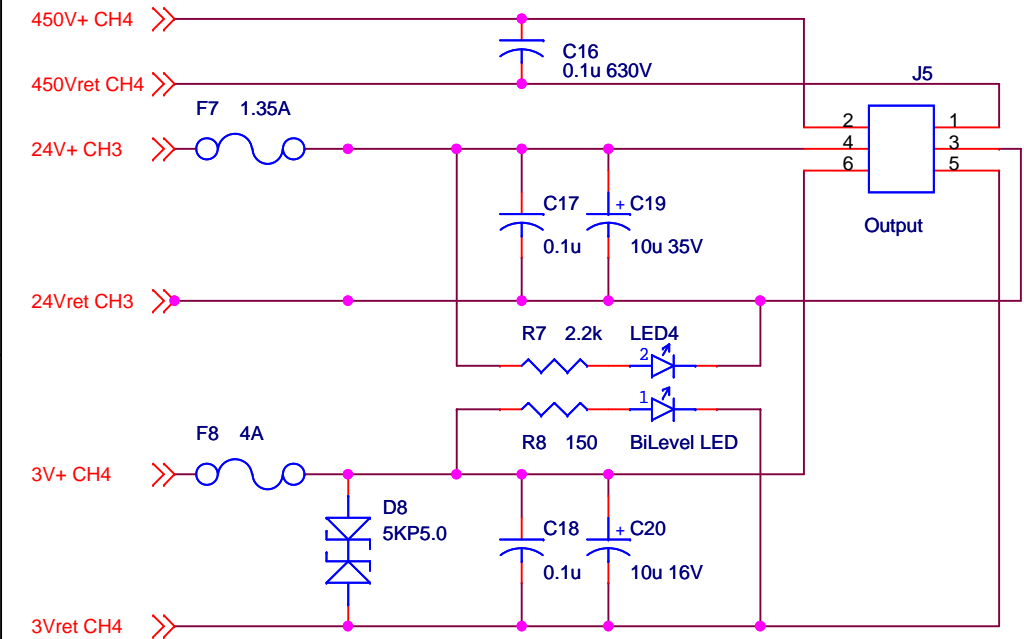 450V+ CH4
C16
0.1u 630V
450Vret CH4
J5
F7 1.35A
2 1
24V+ CH3
4 3
6 5
C17
+ C19
Output
0.1u
10u 35V
24Vret CH3
R7 2.2k LED4
2
1
F8 4A
R8 150 BiLevel LED
3V+ CH4
D8
5KP5.0
C18
+ C20
0.1u
10u 16V
3Vret CH4